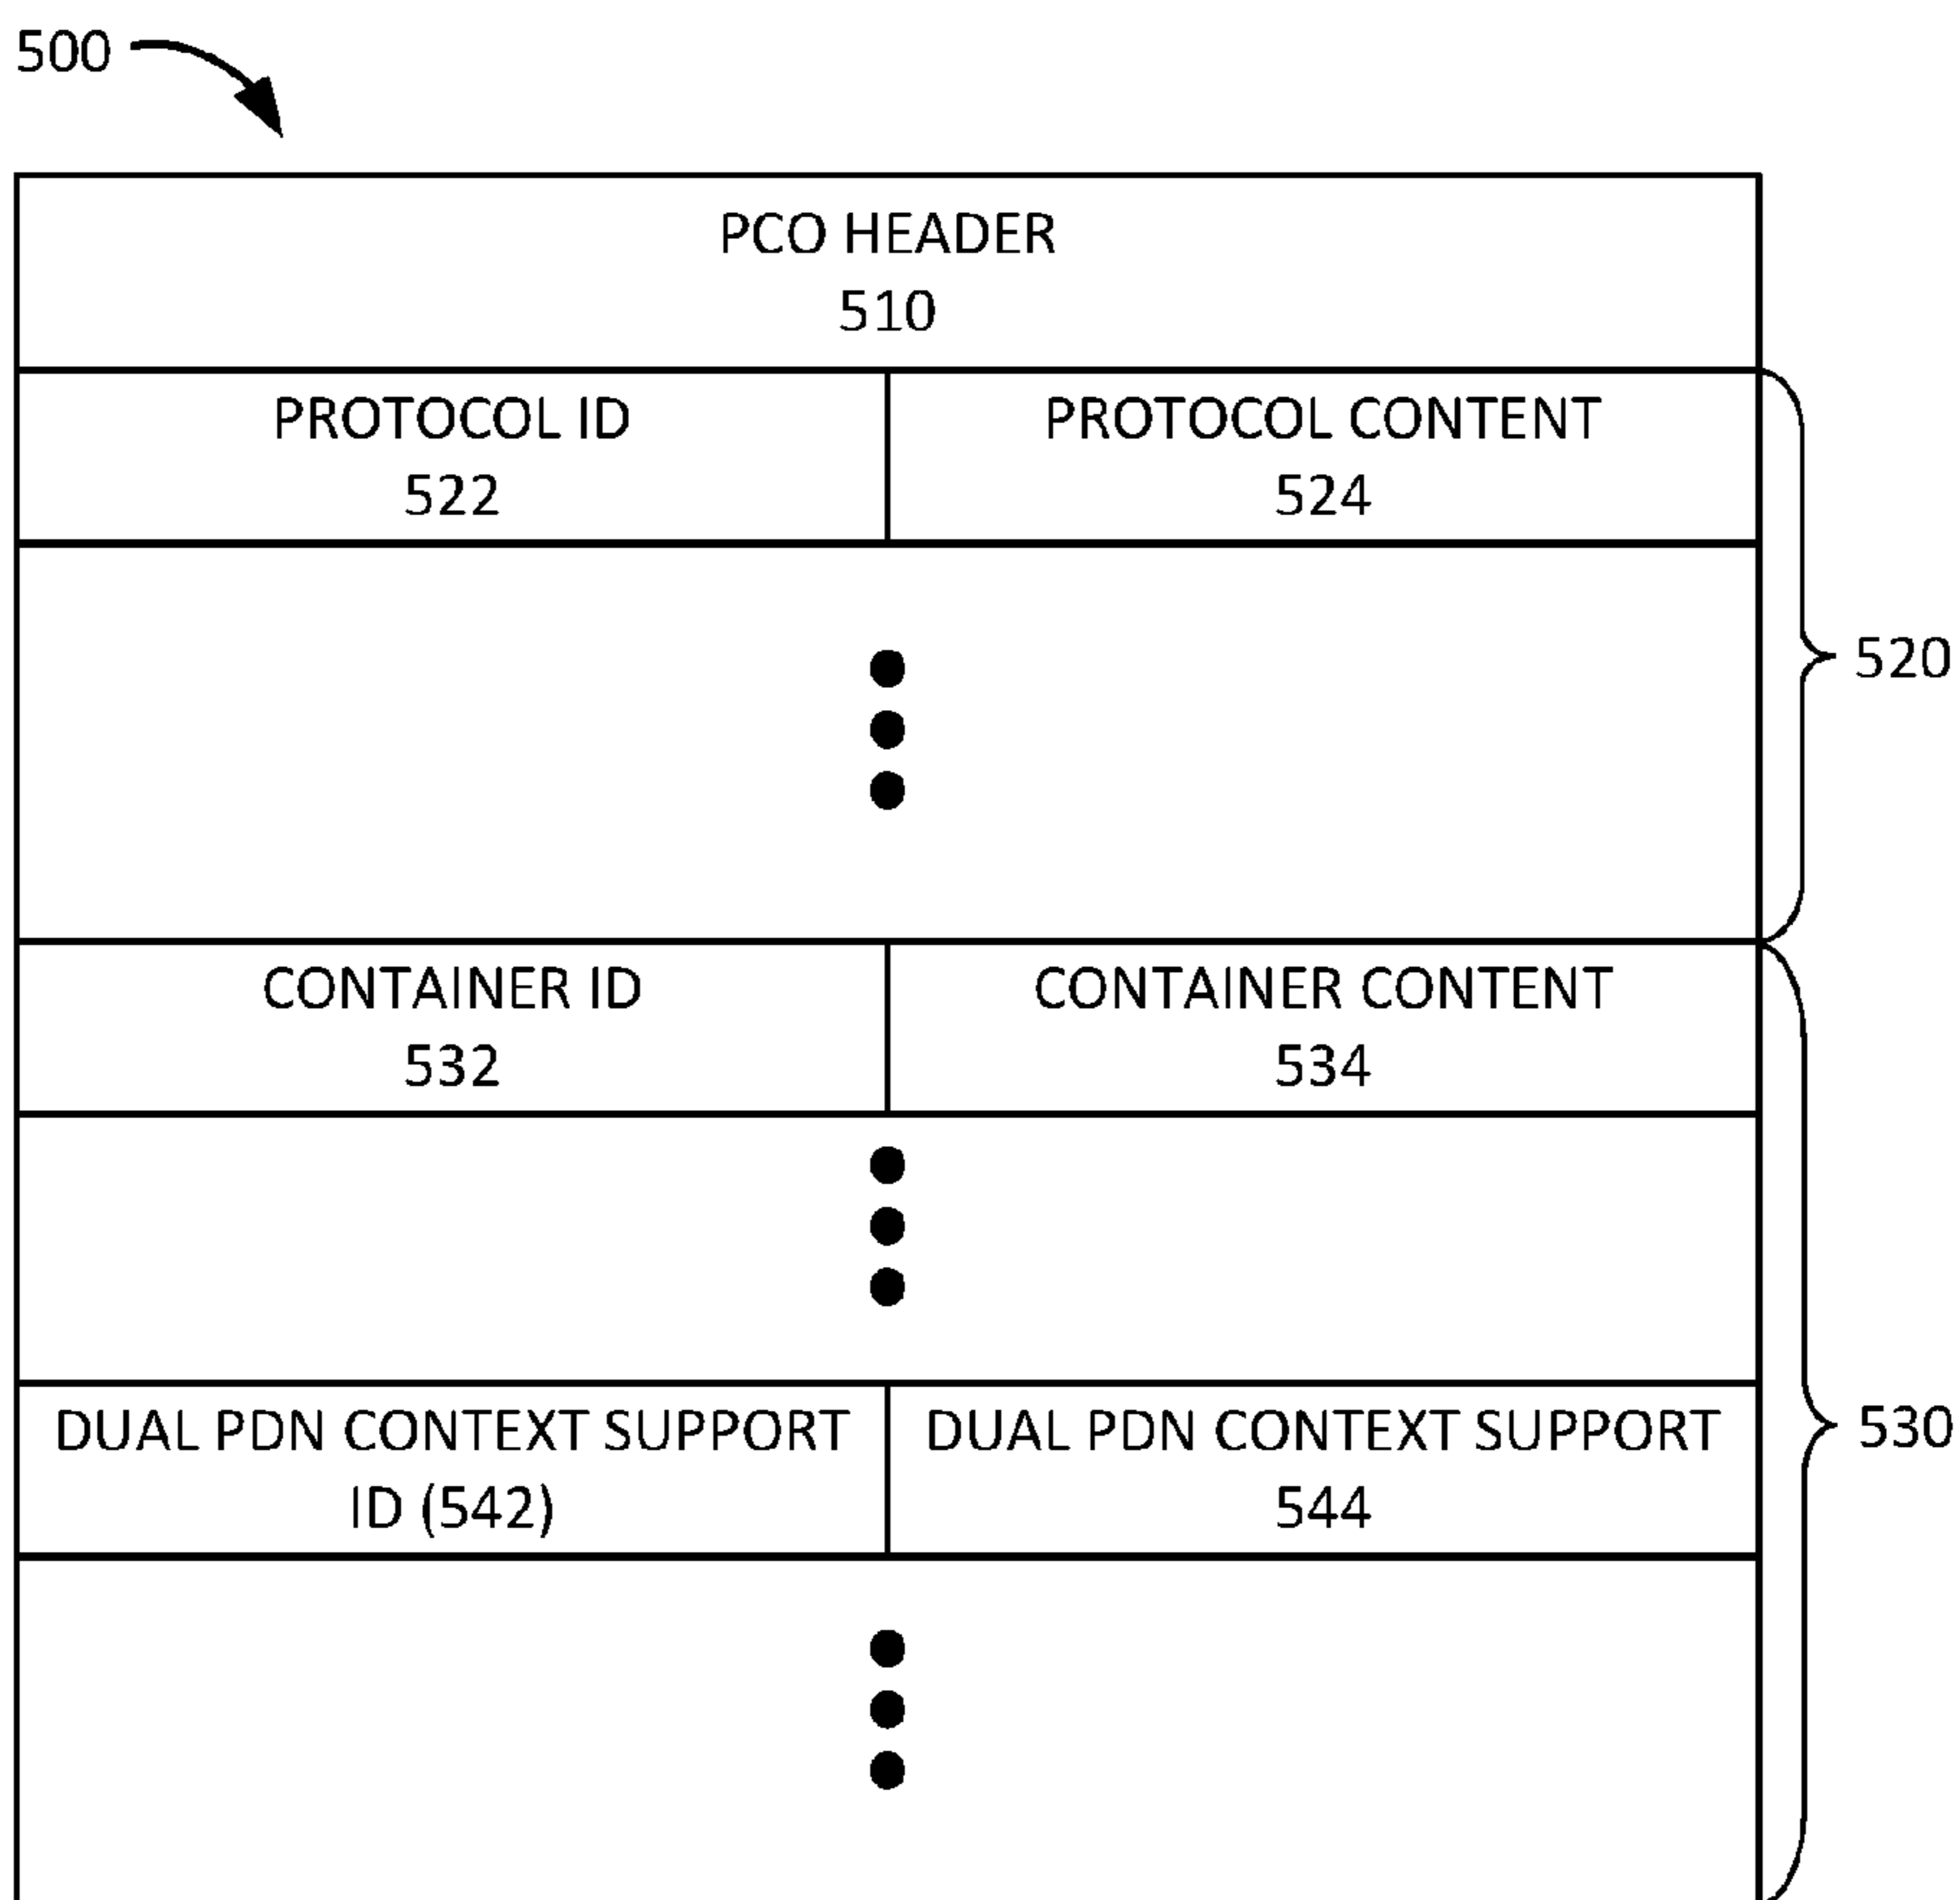 500
PCO HEADER
510
PROTOCOL ID
522
PROTOCOL CONTENT
524
520
CONTAINER ID
532
CONTAINER CONTENT
534
DUAL PDN CONTEXT SUPPORT
ID (542)
DUAL PDN CONTEXT SUPPORT
544
530